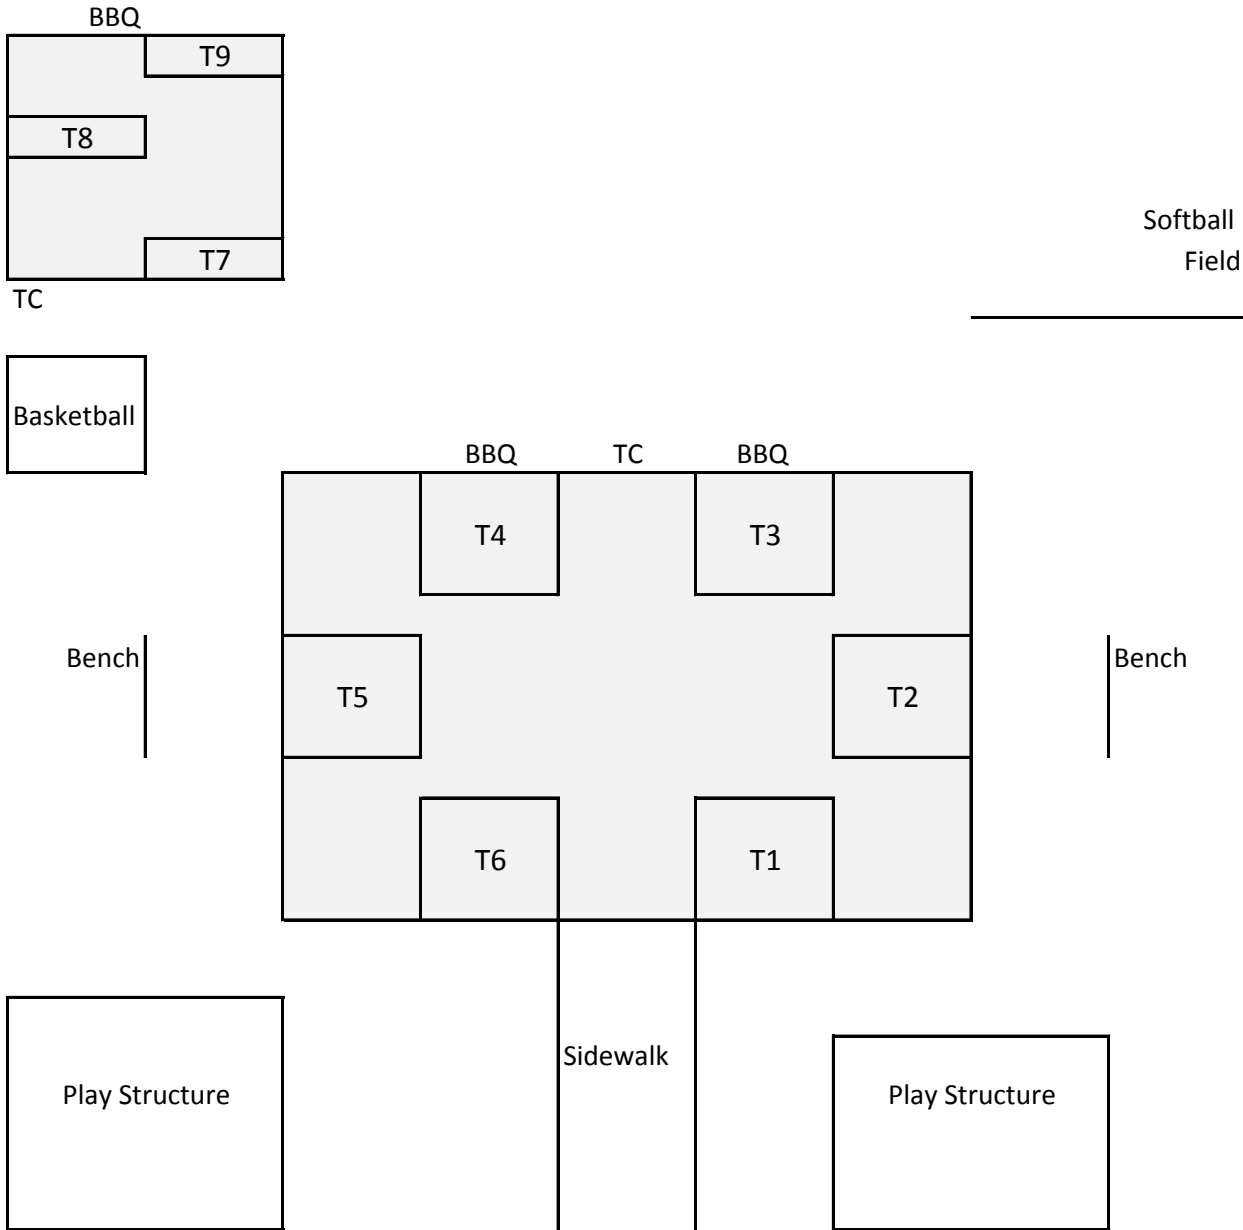 BBQ
T9
T8
T7
TC
Softball
Field
Basketball
BBQ TC BBQ
T4 T3
Bench Bench
T5 T2
T6 T1
Sidewalk
Play Structure Play Structure